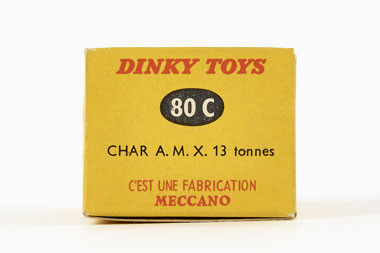 DINKY TOYS
80 C
CHAR A. M. X. 13 tonnes
C'EST UNE FABRICATION
MECCANO